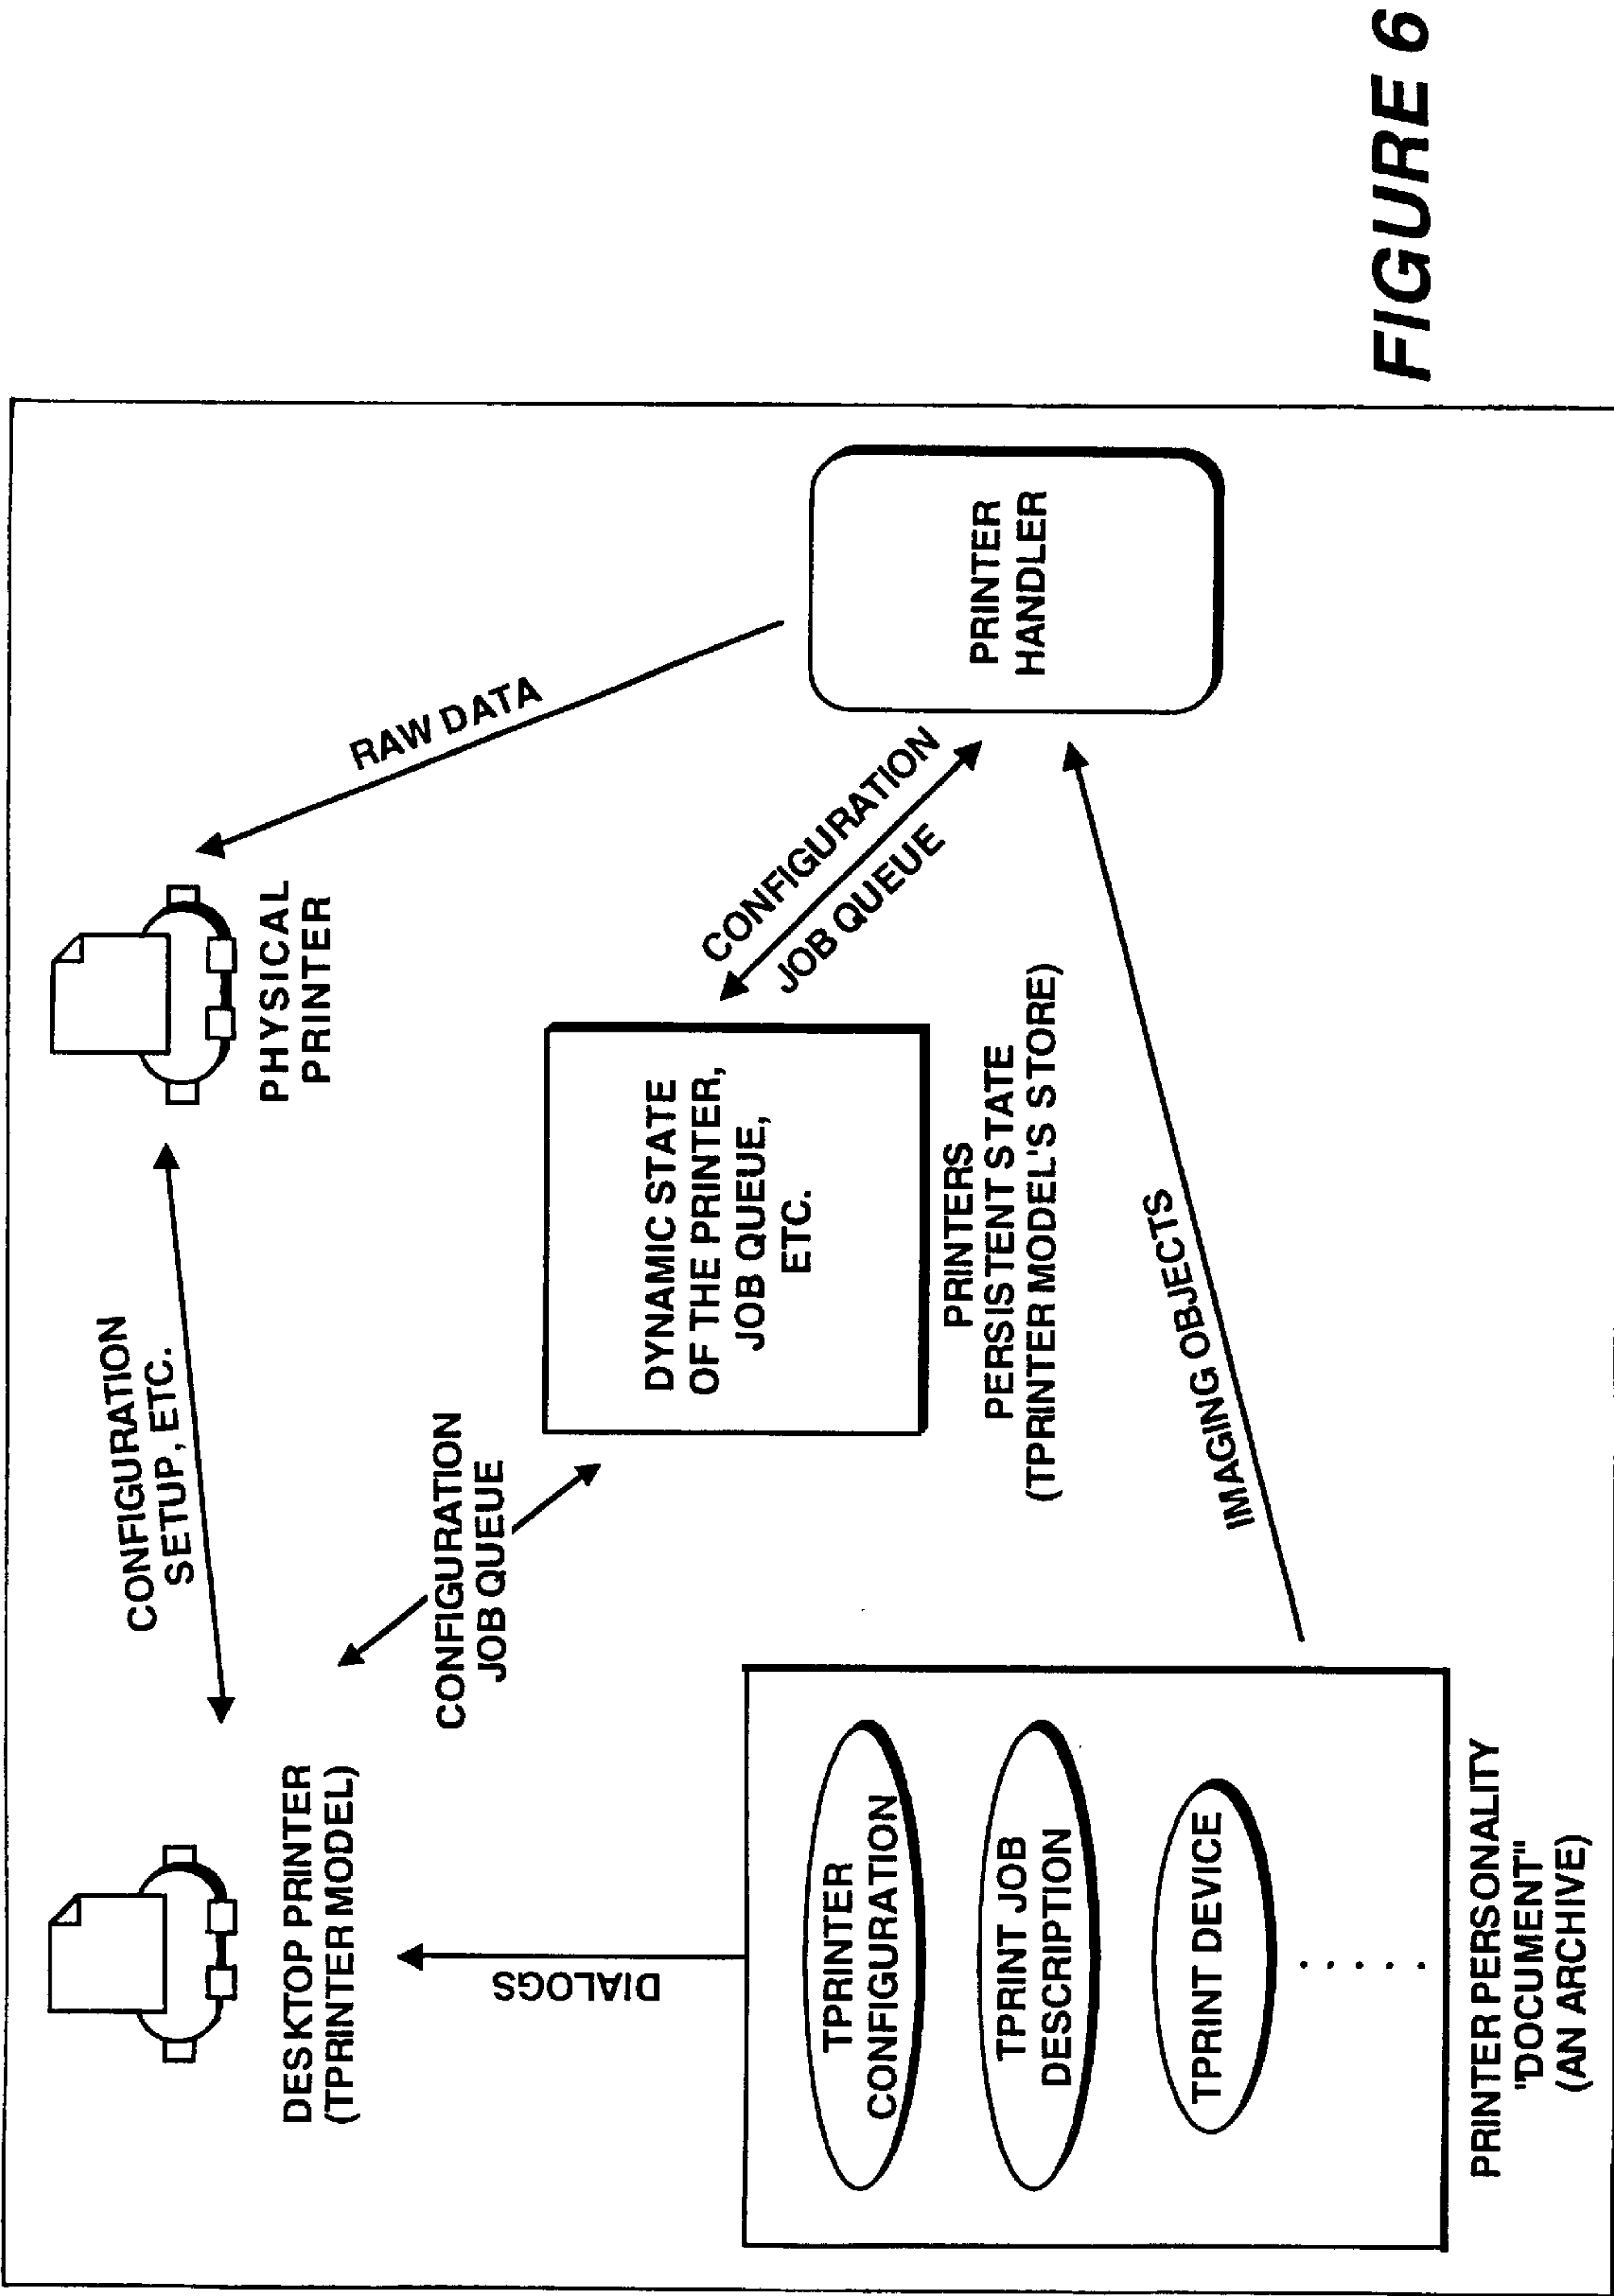 DESKTOP PRINTER
(TPRINTER MODEL)
CONFIGURATION
SETUP, ETC.
PHYSICAL
PRINTER
RAW DATA
CONFIGURATION
JOB QUEUE
DYNAMIC STATE
OF THE PRINTER,
JOB QUEUE,
ETC.
PRINTERS
PERSISTENT STATE
(TPRINTER MODEL'S STORE)
CONFIGURATION
JOB QUEUE
PRINTER
HANDLER
DIALOGS
TPRINTER
CONFIGURATION
TPRINT JOB
DESCRIPTION
TPRINT DEVICE
. . . . .
PRINTER PERSONALITY
"DOCUMENT"
(AN ARCHIVE)
IMAGING OBJECTS
FIGURE 6